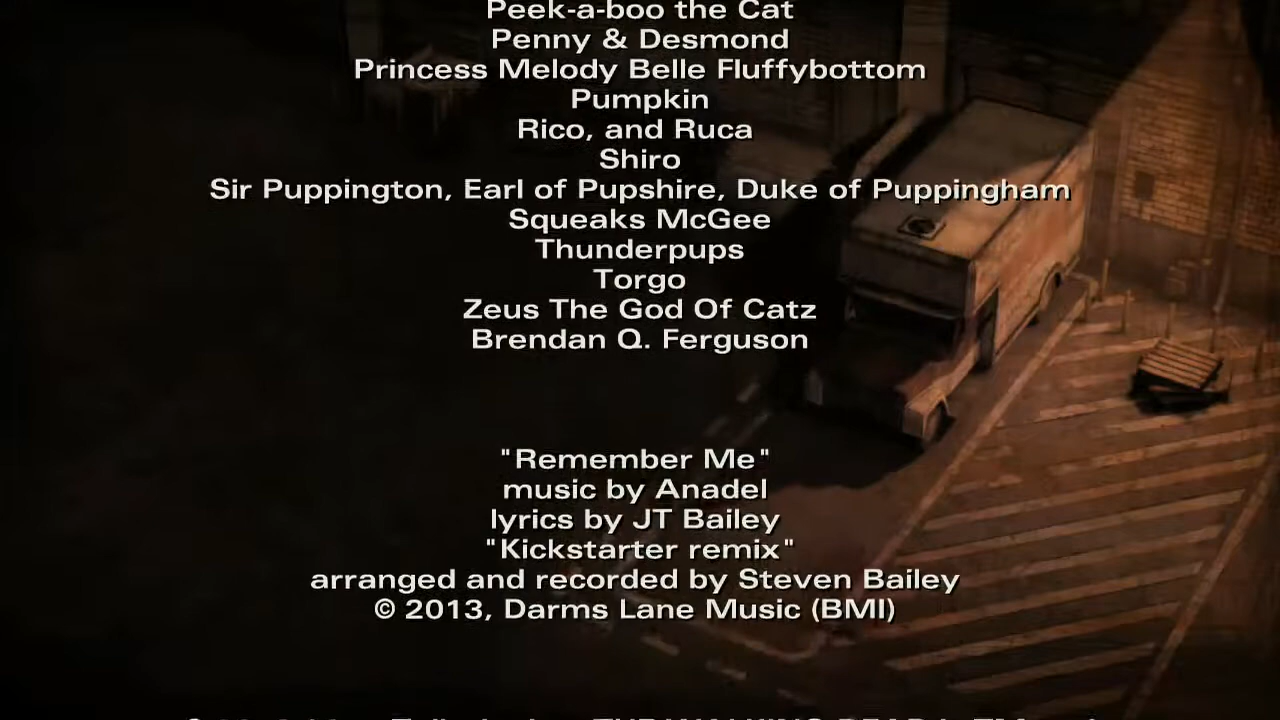 Peek-a-boo the Cat
Penny & Desmond
Princess Melody Belle Fluffybottom
Pumpkin
Rico, and Ruca
Shiro
Sir Puppington, Earl of Pupshire, Duke of Puppingham
Squeaks McGee
Thunderpups
Torgo
Zeus The God Of Catz
Brendan Q. Ferguson
"Remember Me"
music by Anadel
lyrics by JT Bailey
"Kickstarter remix"
arranged and recorded by Steven Bailey
© 2013, Darms Lane Music (BMI)